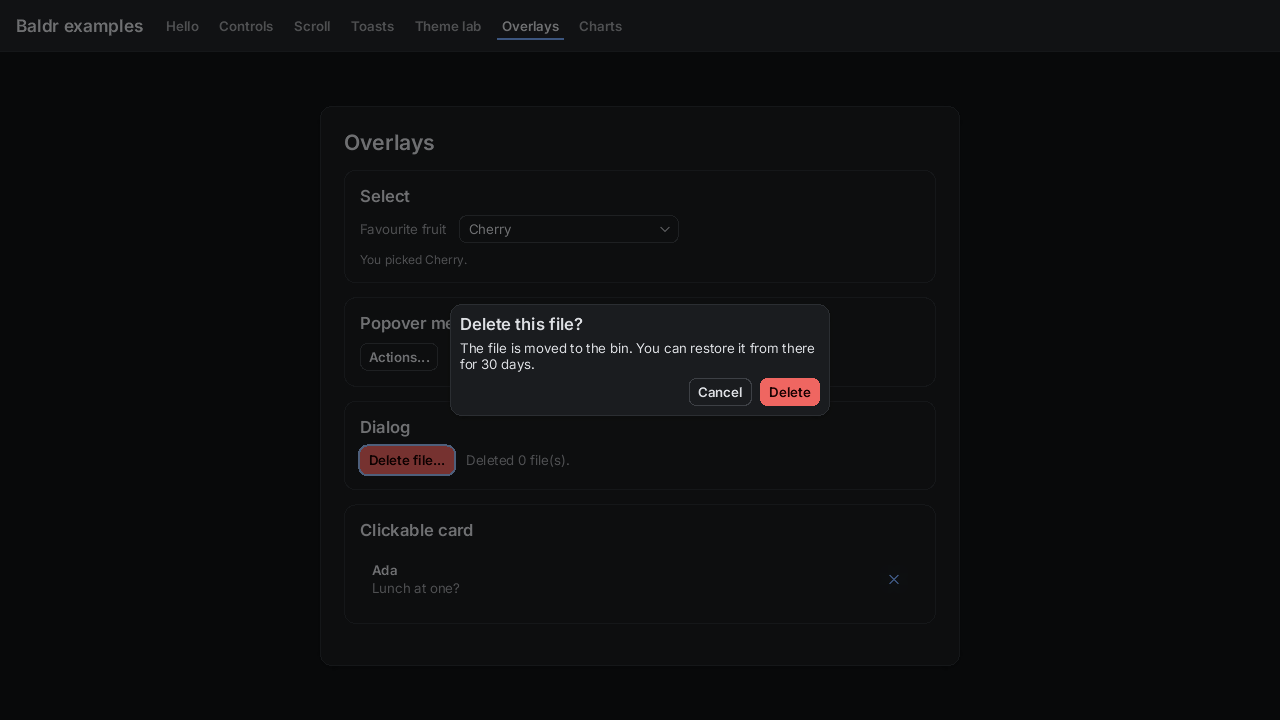 Baldr examples Hello Controls Scroll Toasts Theme lab Overlays Charts
Overlays
Select
Favourite fruit Cherry
You picked Cherry.
Popover me
Actions...
Delete this file?
The file is moved to the bin. You can restore it from there
for 30 days.
Cancel Delete
Dialog
Delete file... Deleted 0 file(s).
Clickable card
Ada
Lunch at one?